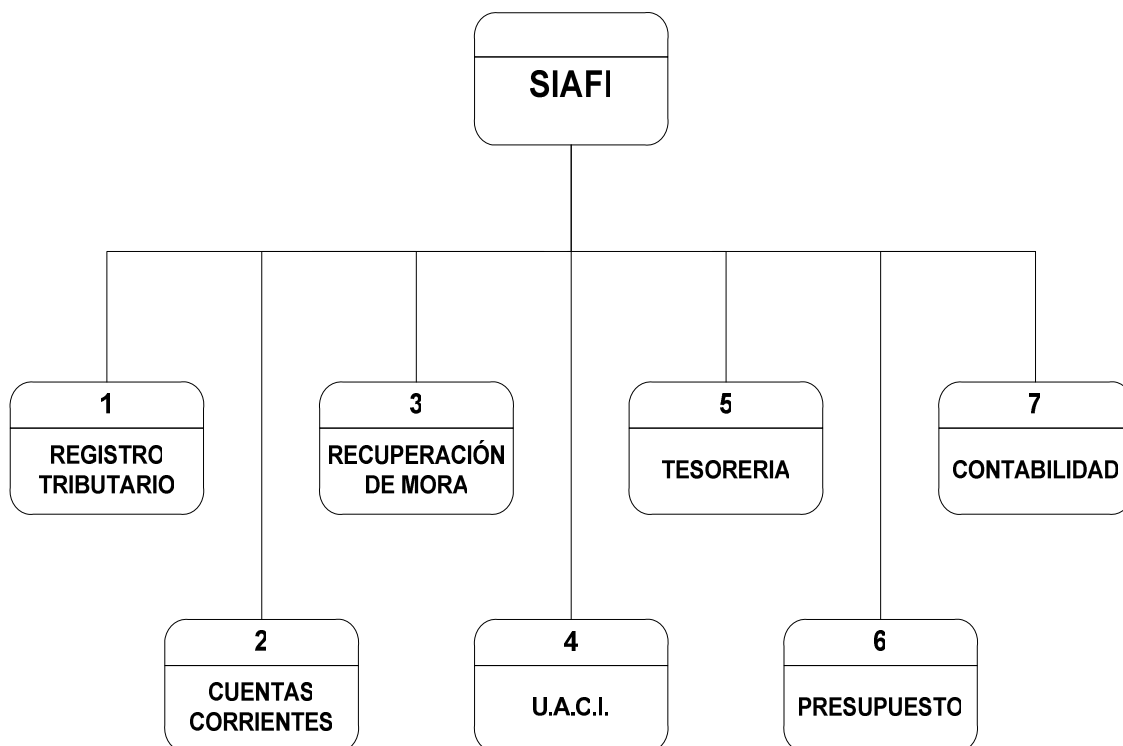 SIAFI
1
REGISTRO
TRIBUTARIO
3
RECUPERACIÓN
DE MORA
5
TESORERIA
7
CONTABILIDAD
2
CUENTAS
CORRIENTES
4
U.A.C.I.
6
PRESUPUESTO